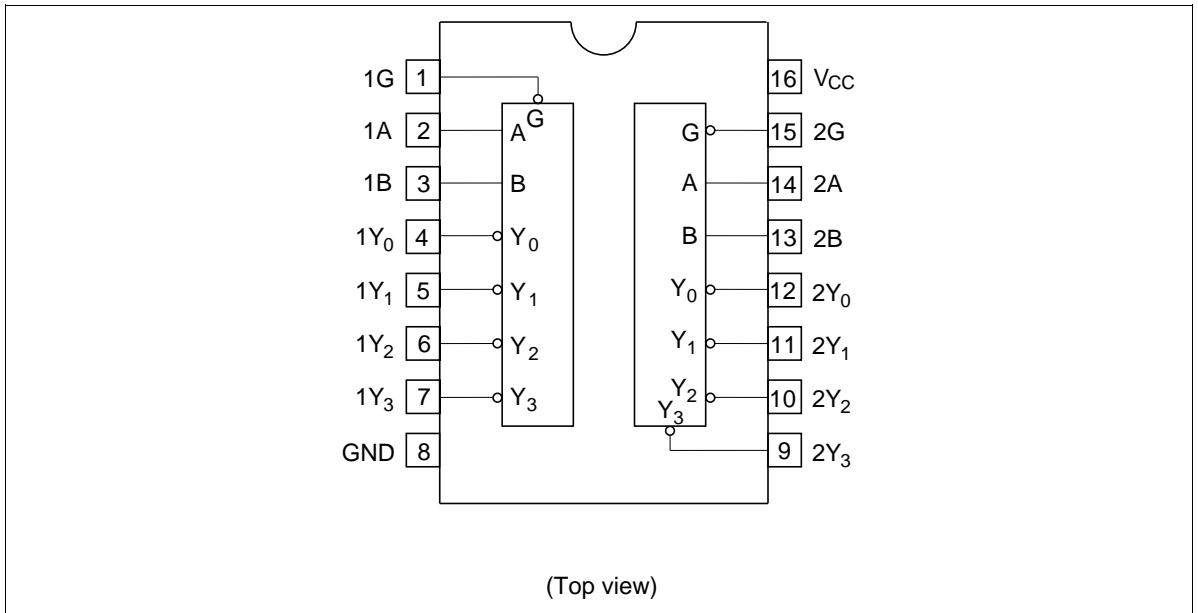 1G 1 16 VCC
G
1A 2 A G 15 2G
1B 3 B A 14 2A
1Y0 4 Y0 B 13 2B
1Y1 5 Y1 Y0 12 2Y0
1Y2 6 Y2 Y1 11 2Y1
1Y3 7 Y3 Y2 10 2Y2
Y3
GND 8 9 2Y3
(Top view)